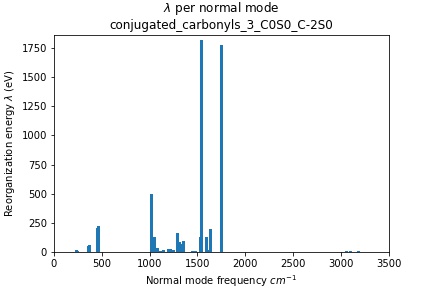 λ per normal mode
conjugated_carbonyls_3_C0S0_C-2S0
Reorganization energy λ (eV)
1750
1500
1250
1000
750
500
250
0
0 500 1000 1500 2000 2500 3000 3500
Normal mode frequency cm⁻¹